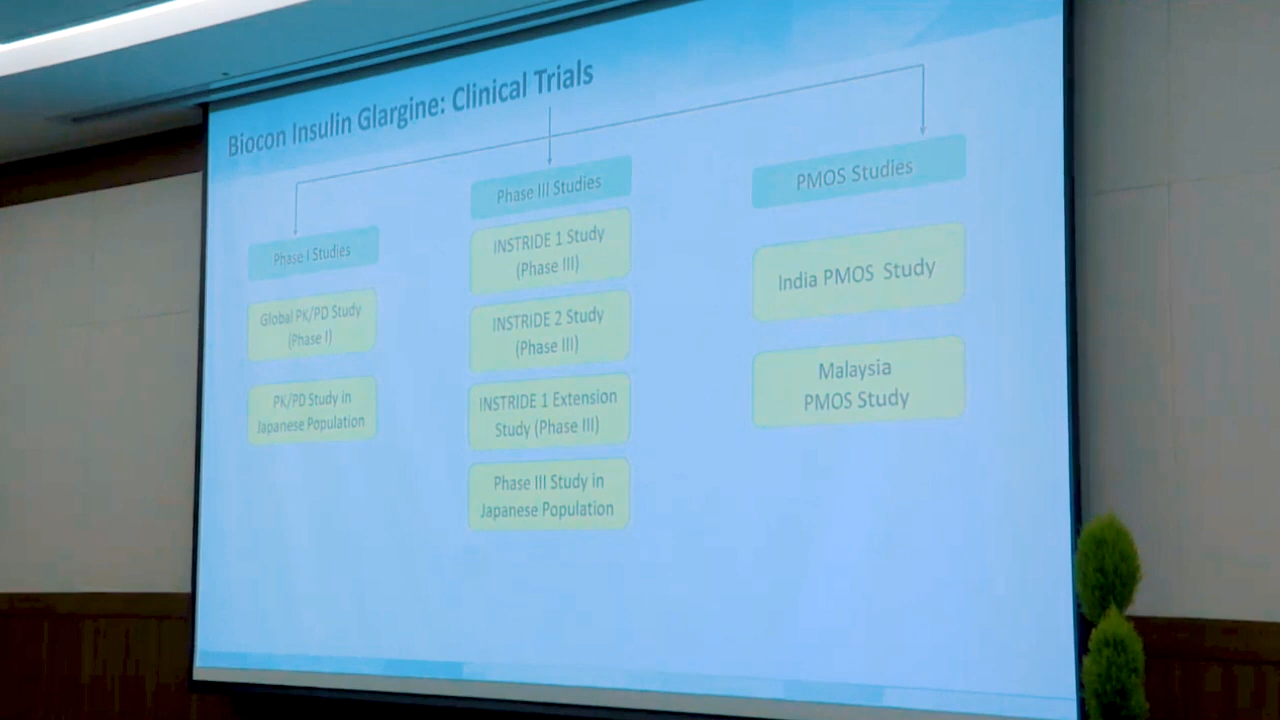 Biocon Insulin Glargine: Clinical Trials
Phase I Studies
Global PK/PD Study
(Phase I)
PK/PD Study in
Japanese Population
Phase III Studies
INSTRIDE 1 Study
(Phase III)
INSTRIDE 2 Study
(Phase III)
INSTRIDE 1 Extension
Study (Phase III)
Phase III Study in
Japanese Population
PMOS Studies
India PMOS Study
Malaysia
PMOS Study